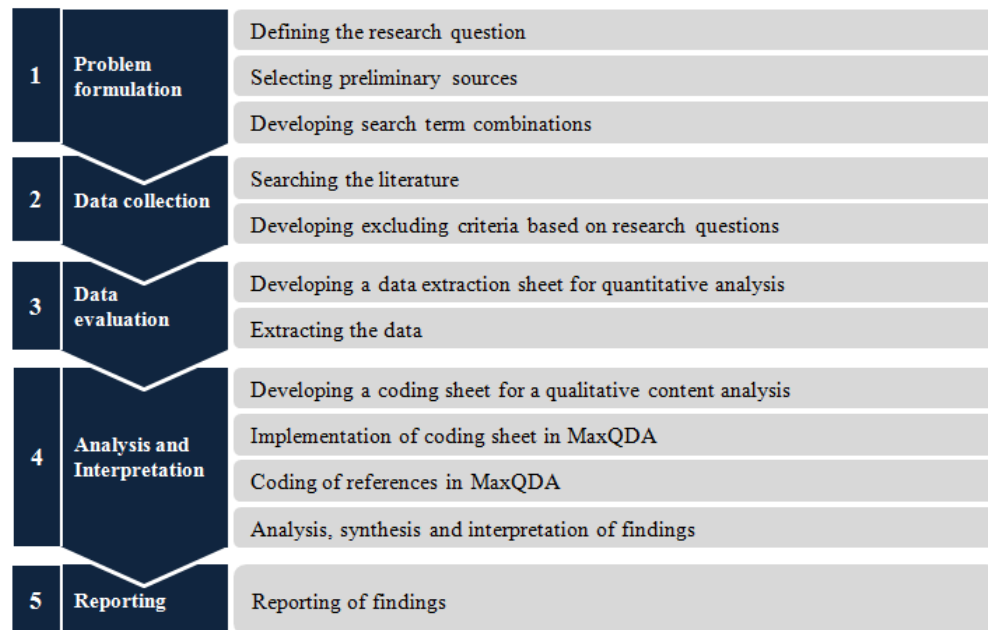 1
Problem
formulation
Defining the research question
Selecting preliminary sources
Developing search term combinations
2
Data collection
Searching the literature
Developing excluding criteria based on research questions
3
Data
evaluation
Developing a data extraction sheet for quantitative analysis
Extracting the data
4
Analysis and
Interpretation
Developing a coding sheet for a qualitative content analysis
Implementation of coding sheet in MaxQDA
Coding of references in MaxQDA
Analysis, synthesis and interpretation of findings
5
Reporting
Reporting of findings